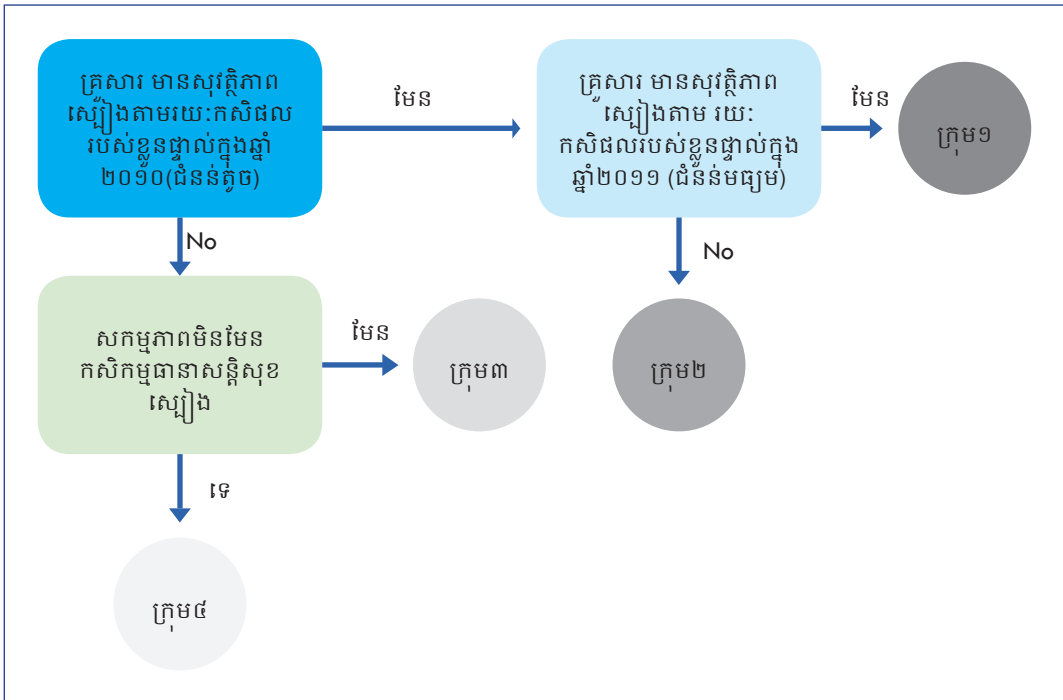 គ្រួសារ មានសុវត្ថិភាព
ស្បៀងតាមរយៈកសិផល
របស់ខ្លួនផ្ទាល់ក្នុងឆ្នាំ
២០១០(ជំនន់តូច)
មែន
គ្រួសារ មានសុវត្ថិភាព
ស្បៀងតាម រយៈ
កសិផលរបស់ខ្លួនផ្ទាល់ក្នុង
ឆ្នាំ២០១១ (ជំនន់មធ្យម)
មែន
ក្រុម១
No
No
សកម្មភាពមិនមែន
កសិកម្មធានាសន្តិសុខ
ស្បៀង
មែន
ក្រុម៣
ក្រុម២
ទេ
ក្រុម៤